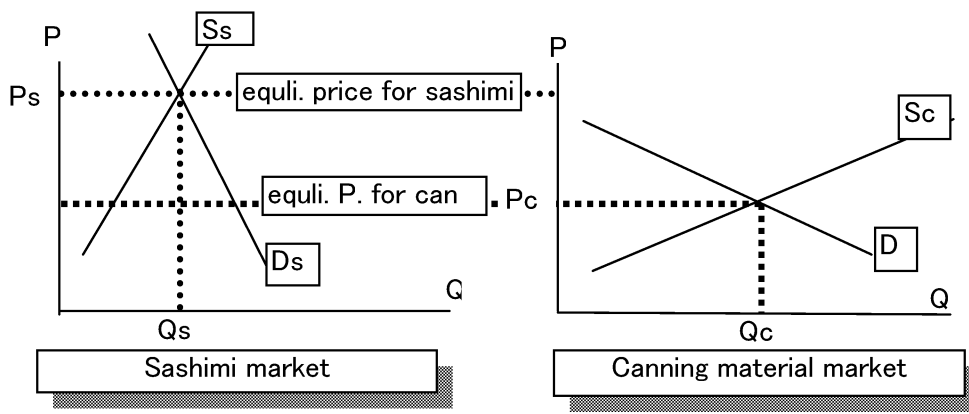 Ss
P
P
equli. price for sashimi
Ps
Sc
equli. P. for can
Pc
Ds
D
Q
Q
Qs
Qc
Sashimi market
Canning material market